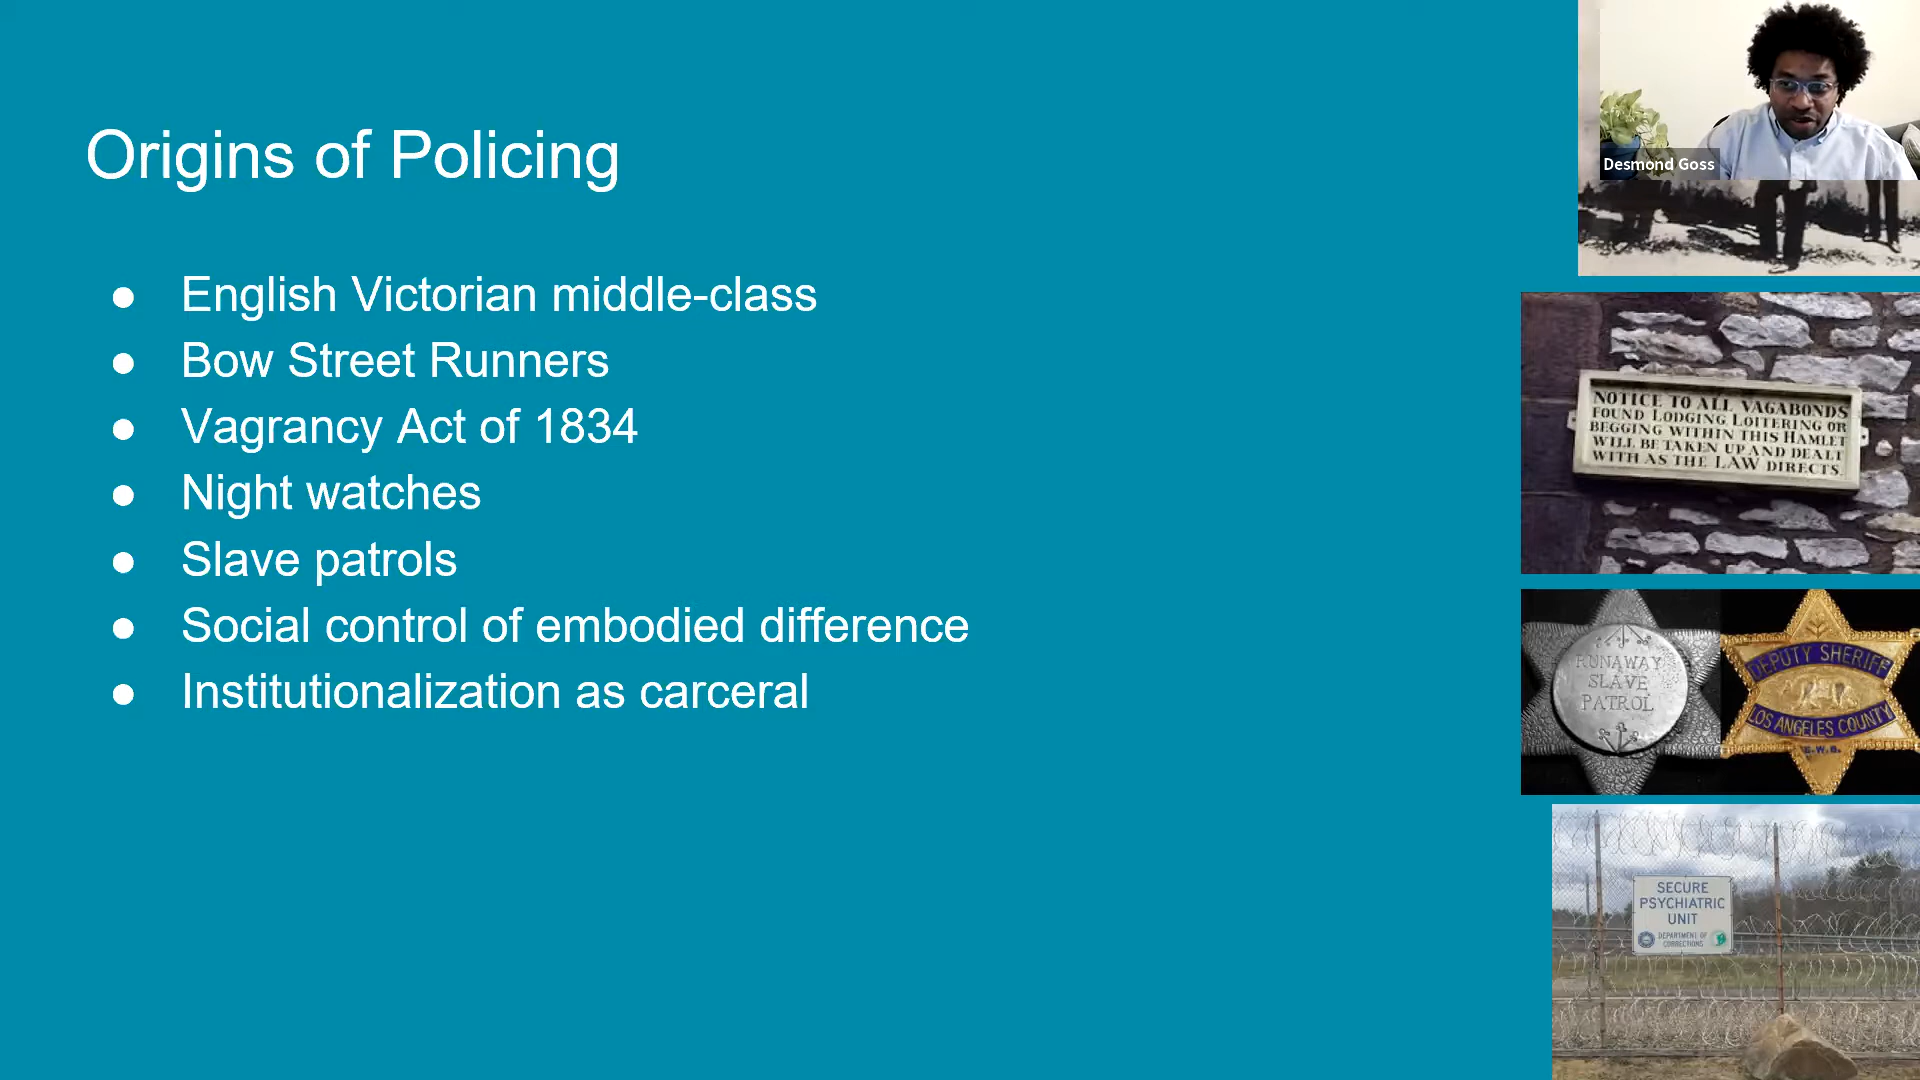 Origins of Policing
English Victorian middle-class
Bow Street Runners
Vagrancy Act of 1834
Night watches
Slave patrols
Social control of embodied difference
Institutionalization as carceral
Desmond Goss
NOTICE TO ALL VAGABONDS
FOUND LODGING LOITERING OR
BEGGING WITHIN THIS HAMLET
WILL BE TAKEN UP AND DEALT
WITH AS THE LAW DIRECTS.
RUNAWAY
SLAVE
PATROL
DEPUTY SHERIFF
LOS ANGELES COUNTY
SECURE
PSYCHIATRIC
UNIT
DEPARTMENT OF
CORRECTIONS